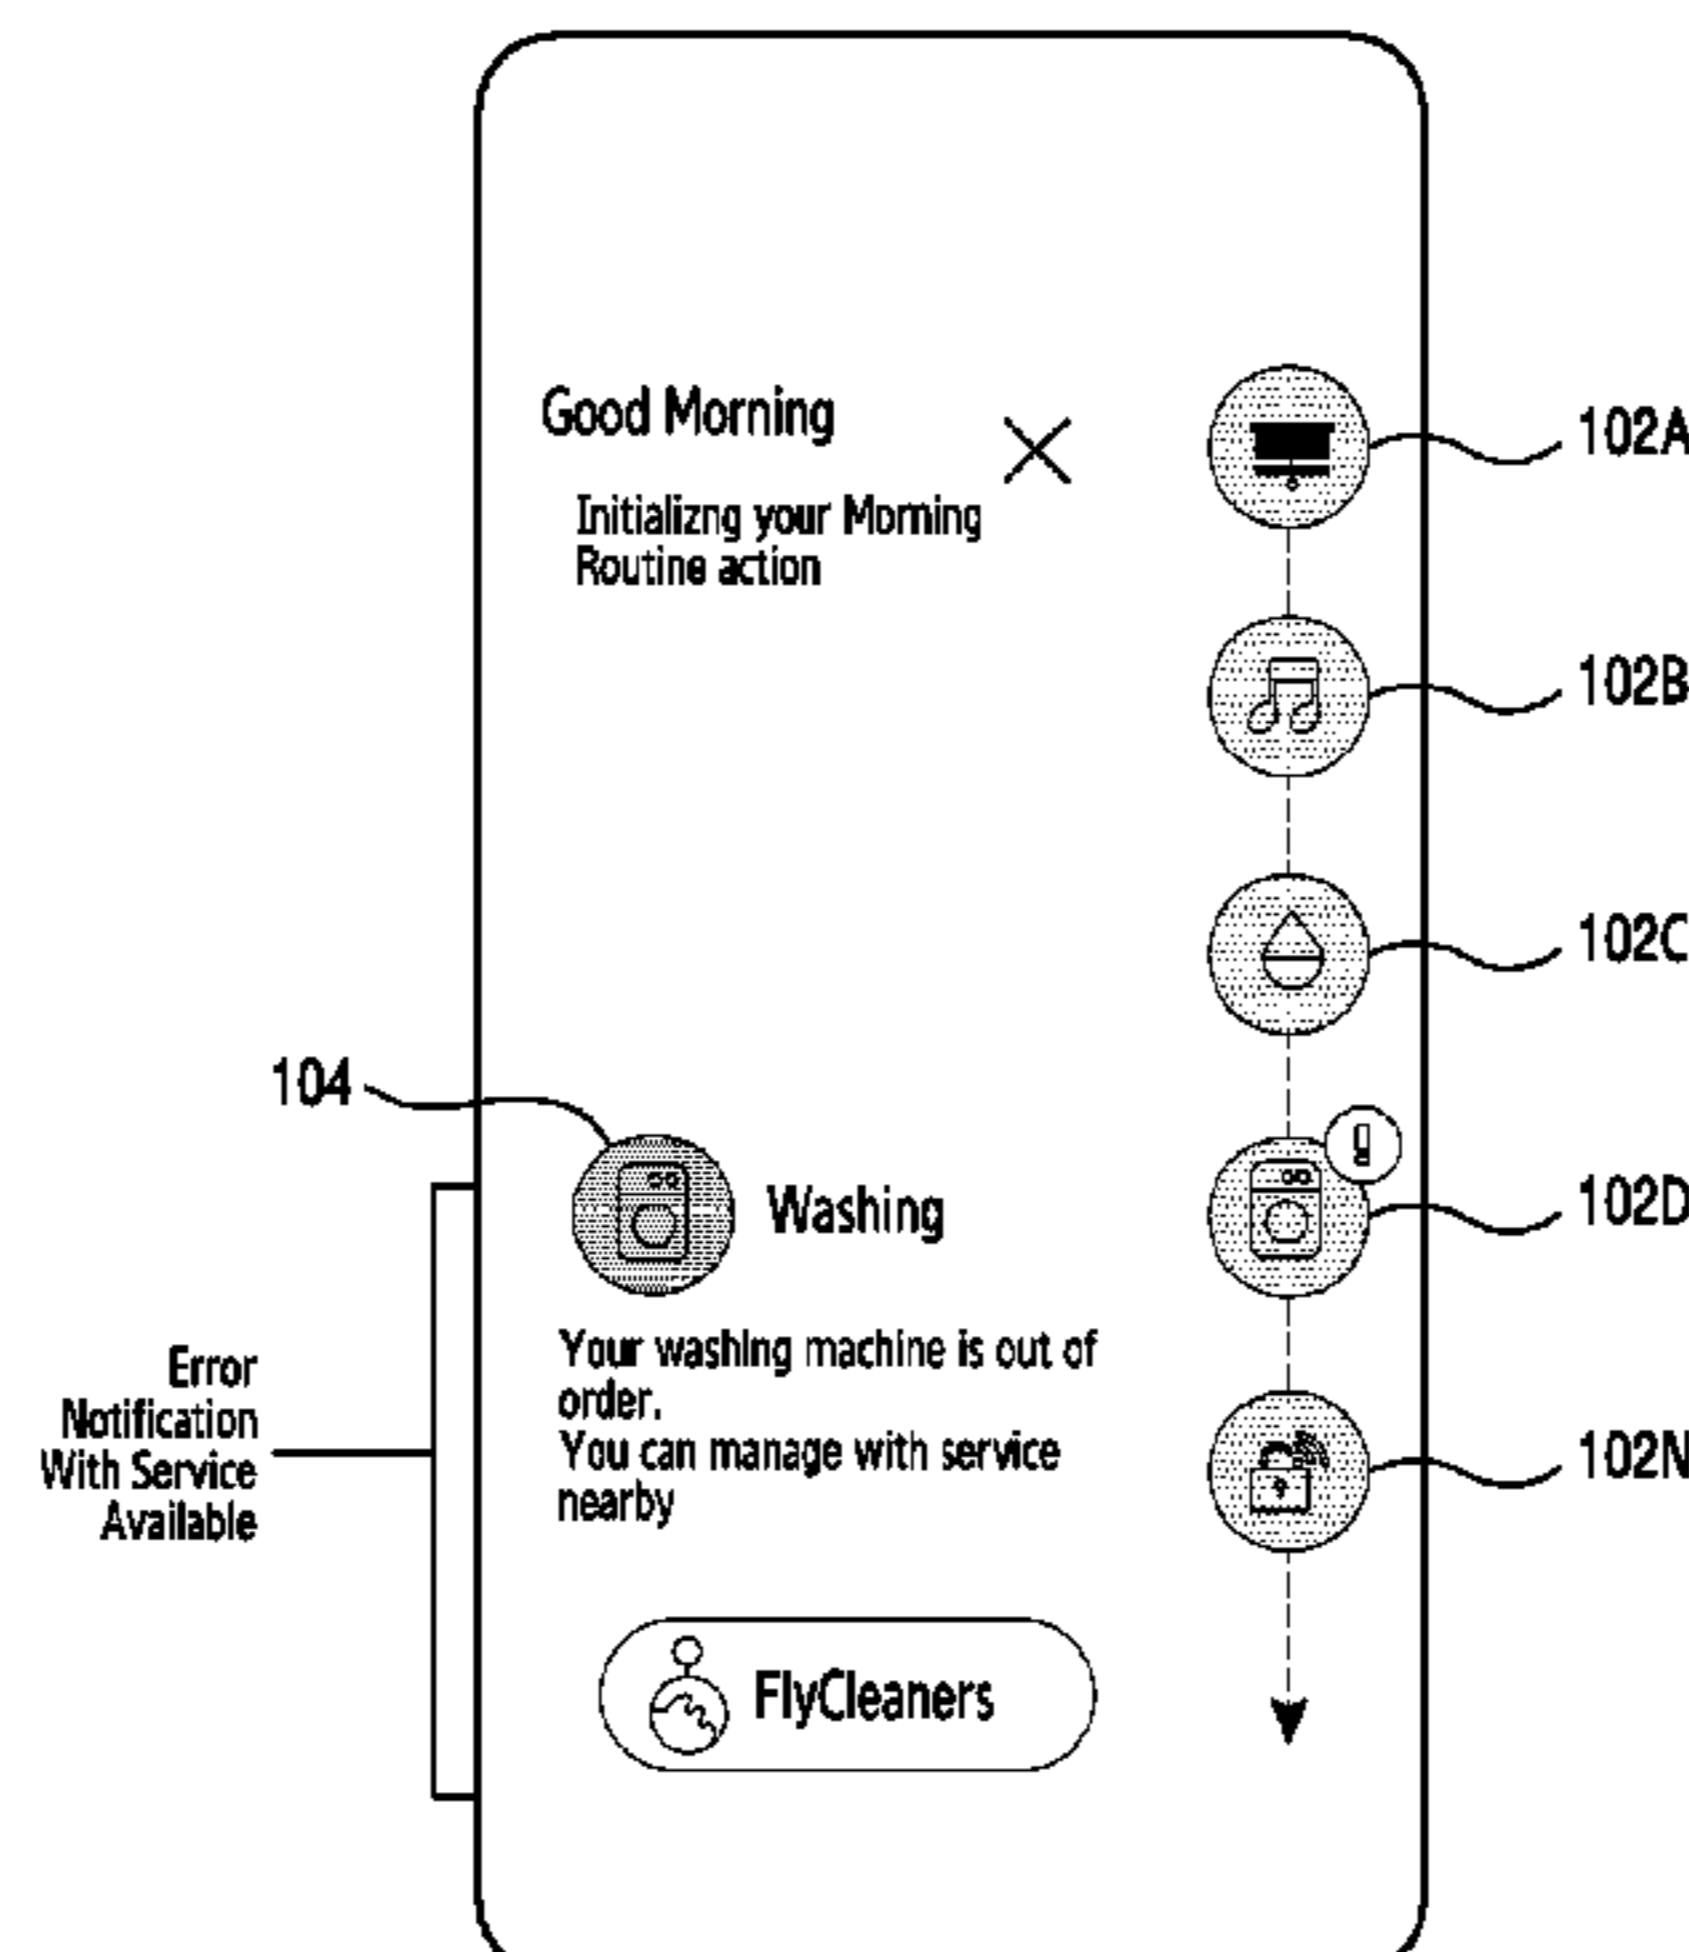 Good Morning
Initializng your Morning
Routine action
102A
102B
102C
104
102D
Washing
Your washing machine is out of
order.
You can manage with service
nearby
Error
Notification
With Service
Available
102N
FlyCleaners